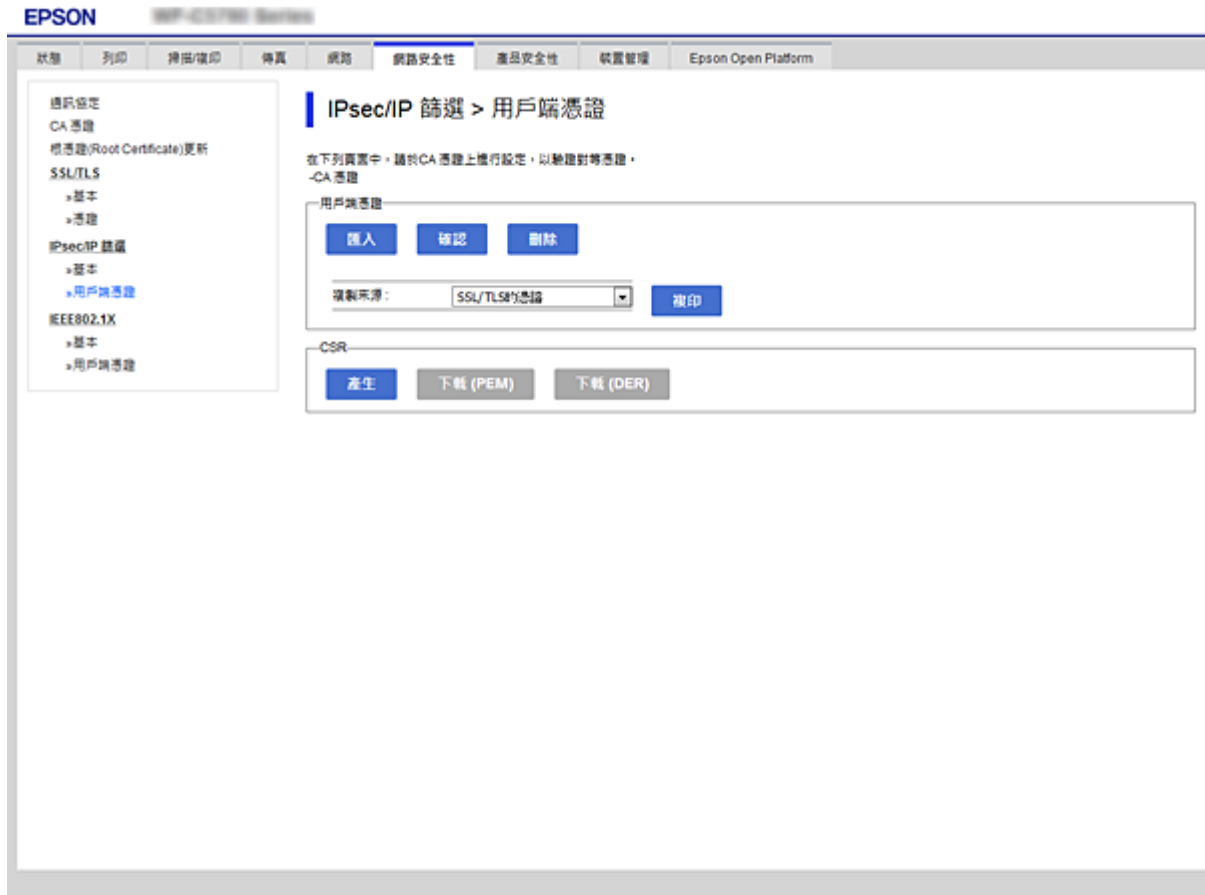 EPSON
WF-C5790 Series
狀態 列印 掃描/複印 傳真 網路 網路安全性 產品安全性 裝置管理 Epson Open Platform
通訊協定
CA 憑證
根憑證(Root Certificate)更新
SSL/TLS
»基本
»憑證
IPsec/IP 篩選
»基本
»用戶端憑證
IEEE802.1X
»基本
»用戶端憑證
IPsec/IP 篩選 > 用戶端憑證
在下列頁面中，請於CA 憑證上進行設定，以驗證對等憑證。
-CA 憑證
用戶端憑證
匯入 確認 刪除
複製來源 : SSL/TLS的憑證 複印
CSR
產生 下載 (PEM) 下載 (DER)